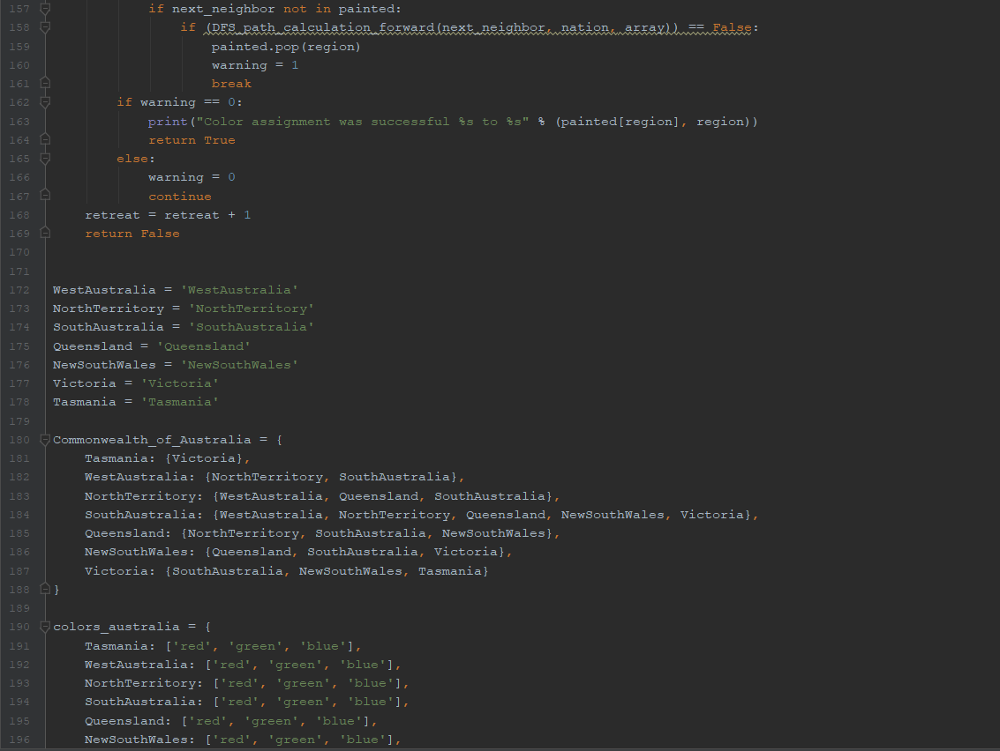 157                 if next_neighbor not in painted:
158                     if (DFS_path_calculation_forward(next_neighbor, nation, array)) == False:
159                         painted.pop(region)
160                         warning = 1
161                         break
162             if warning == 0:
163                 print("Color assignment was successful %s to %s" % (painted[region], region))
164                 return True
165             else:
166                 warning = 0
167                 continue
168         retreat = retreat + 1
169         return False
170
171
172 WestAustralia = 'WestAustralia'
173 NorthTerritory = 'NorthTerritory'
174 SouthAustralia = 'SouthAustralia'
175 Queensland = 'Queensland'
176 NewSouthWales = 'NewSouthWales'
177 Victoria = 'Victoria'
178 Tasmania = 'Tasmania'
179
180 Commonwealth_of_Australia = {
181     Tasmania: {Victoria},
182     WestAustralia: {NorthTerritory, SouthAustralia},
183     NorthTerritory: {WestAustralia, Queensland, SouthAustralia},
184     SouthAustralia: {WestAustralia, NorthTerritory, Queensland, NewSouthWales, Victoria},
185     Queensland: {NorthTerritory, SouthAustralia, NewSouthWales},
186     NewSouthWales: {Queensland, SouthAustralia, Victoria},
187     Victoria: {SouthAustralia, NewSouthWales, Tasmania}
188 }
189
190 colors_australia = {
191     Tasmania: ['red', 'green', 'blue'],
192     WestAustralia: ['red', 'green', 'blue'],
193     NorthTerritory: ['red', 'green', 'blue'],
194     SouthAustralia: ['red', 'green', 'blue'],
195     Queensland: ['red', 'green', 'blue'],
196     NewSouthWales: ['red', 'green', 'blue'],